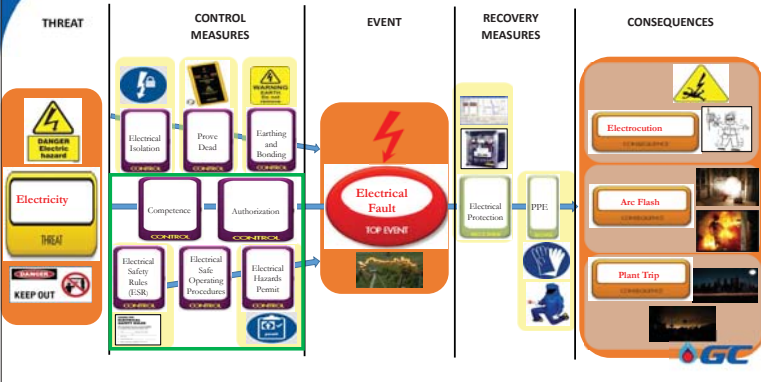 THREAT
CONTROL
MEASURES
EVENT
RECOVERY
MEASURES
CONSEQUENCES
DANGER
Electric
hazard
Electricity
THREAT
DANGER
KEEP OUT
WARNING
EARTH
Electrical
Isolation
CONTROL
Prove
Dead
CONTROL
Earthing
and
Bonding
CONTROL
Competence
CONTROL
Authorization
CONTROL
Electrical
Safety
Rules
(ESR)
CONTROL
Electrical
Safe
Operating
Procedures
CONTROL
Electrical
Hazards
Permit
CONTROL
Electrical
Fault
TOP EVENT
Electrical
Protection
PPE
Electrocution
CONSEQUENCE
Arc Flash
CONSEQUENCE
Plant Trip
CONSEQUENCE
GC